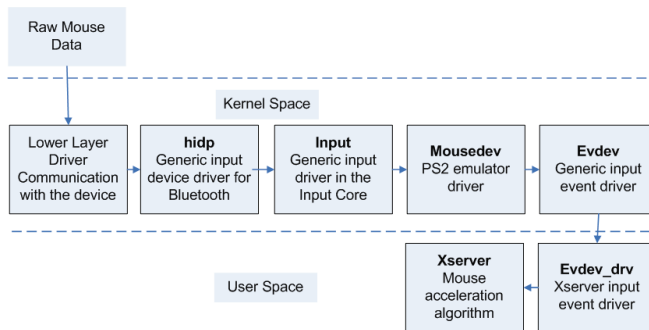 Raw Mouse
Data
Kernel Space
Lower Layer
Driver
Communication
with the device
hidp
Generic input
device driver for
Bluetooth
Input
Generic input
driver in the
Input Core
Mousedev
PS2 emulator
driver
Evdev
Generic input
event driver
User Space
Xserver
Mouse
acceleration
algorithm
Evdev_drv
Xserver input
event driver